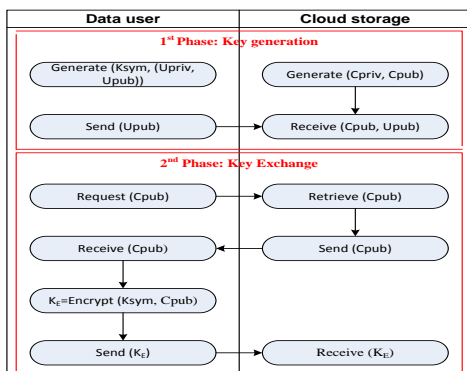 Data user Cloud storage
1st Phase: Key generation
Generate (Ksym, (Upriv,
Upub))
Generate (Cpriv, Cpub)
Send (Upub)
Receive (Cpub, Upub)
2nd Phase: Key Exchange
Request (Cpub)
Retrieve (Cpub)
Receive (Cpub)
Send (Cpub)
KE=Encrypt (Ksym, Cpub)
Send (KE)
Receive (KE)